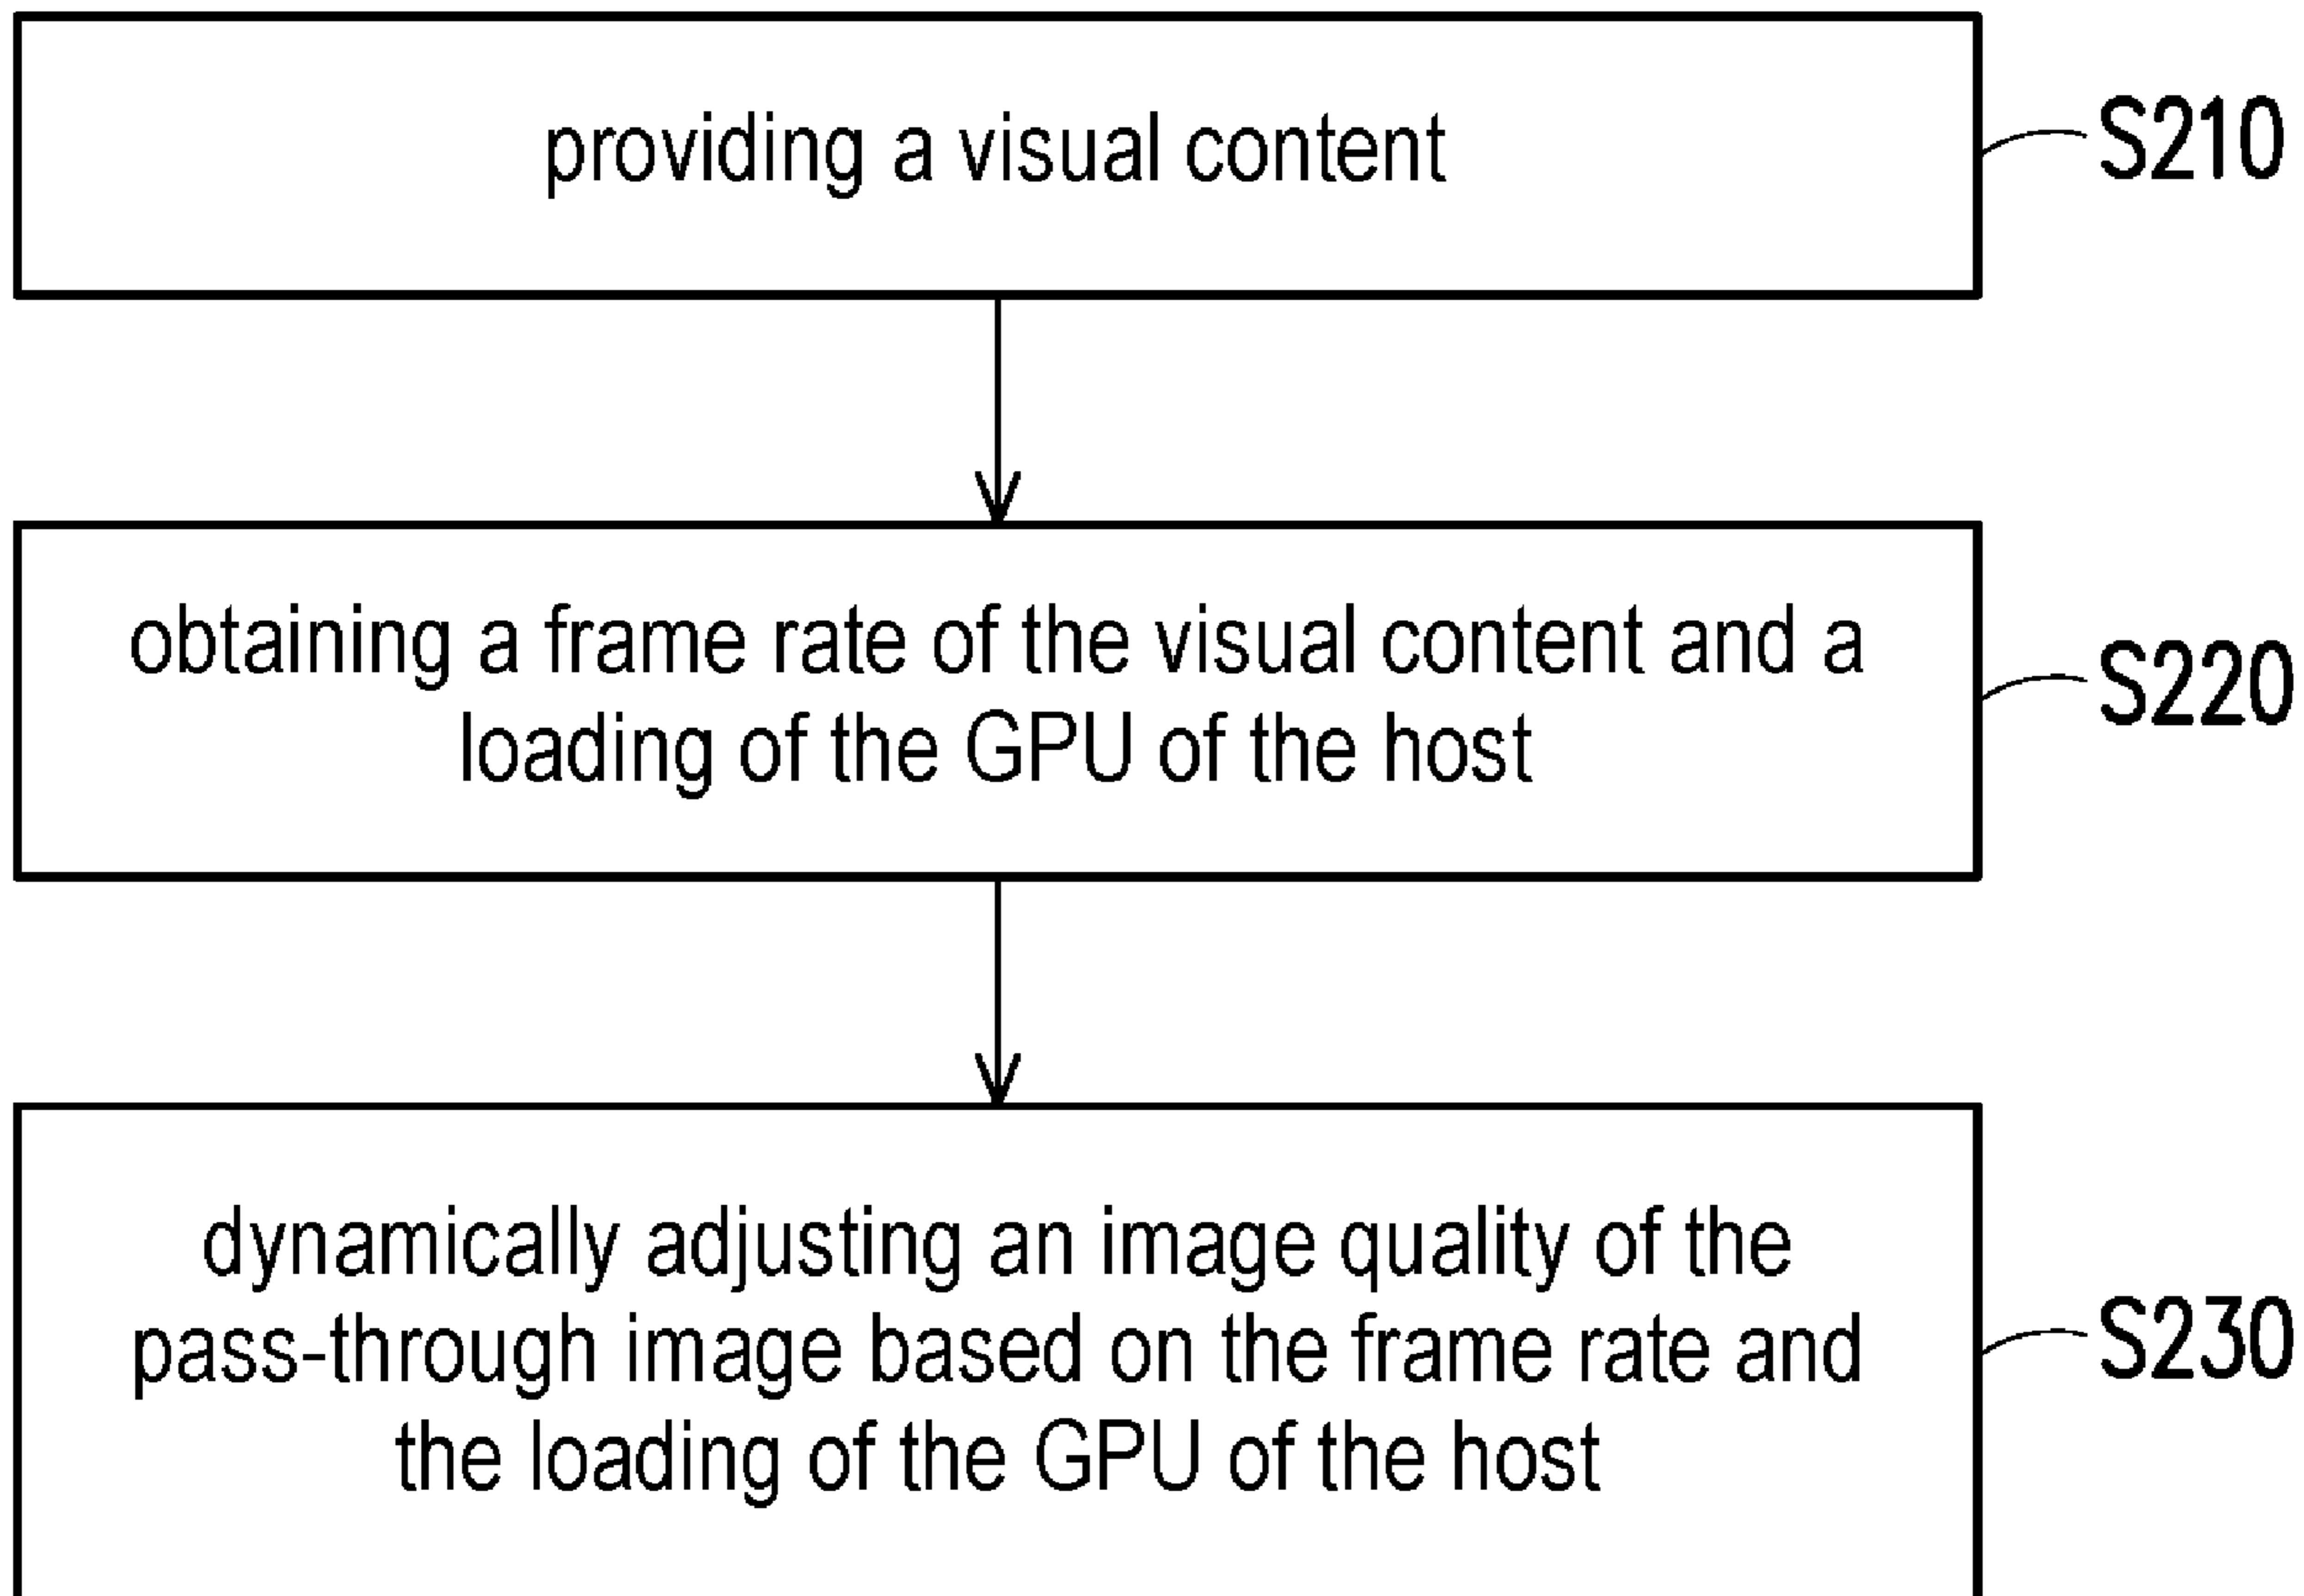 providing a visual content
S210
obtaining a frame rate of the visual content and a
loading of the GPU of the host
S220
dynamically adjusting an image quality of the
pass-through image based on the frame rate and
the loading of the GPU of the host
S230